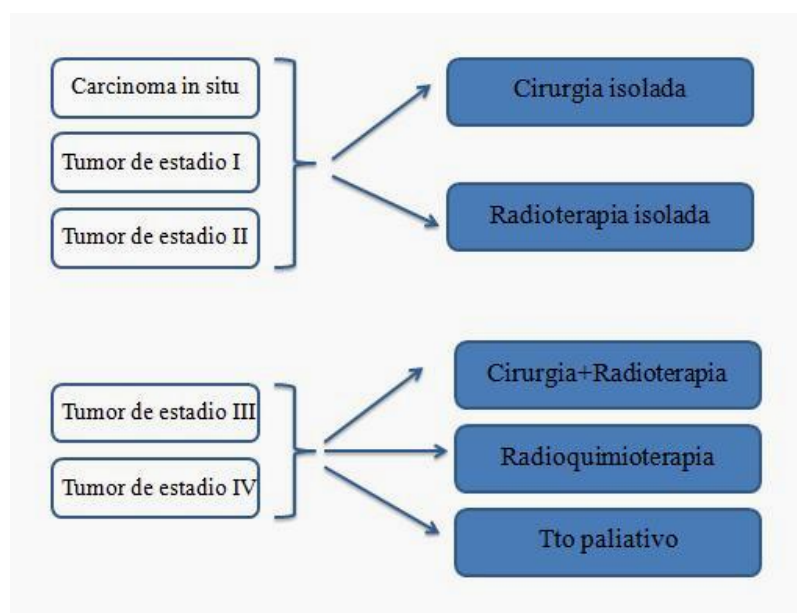 Carcinoma in situ
Tumor de estadio I
Tumor de estadio II
Cirurgia isolada
Radioterapia isolada
Tumor de estadio III
Tumor de estadio IV
Cirurgia+Radioterapia
Radioquimioterapia
Tto paliativo